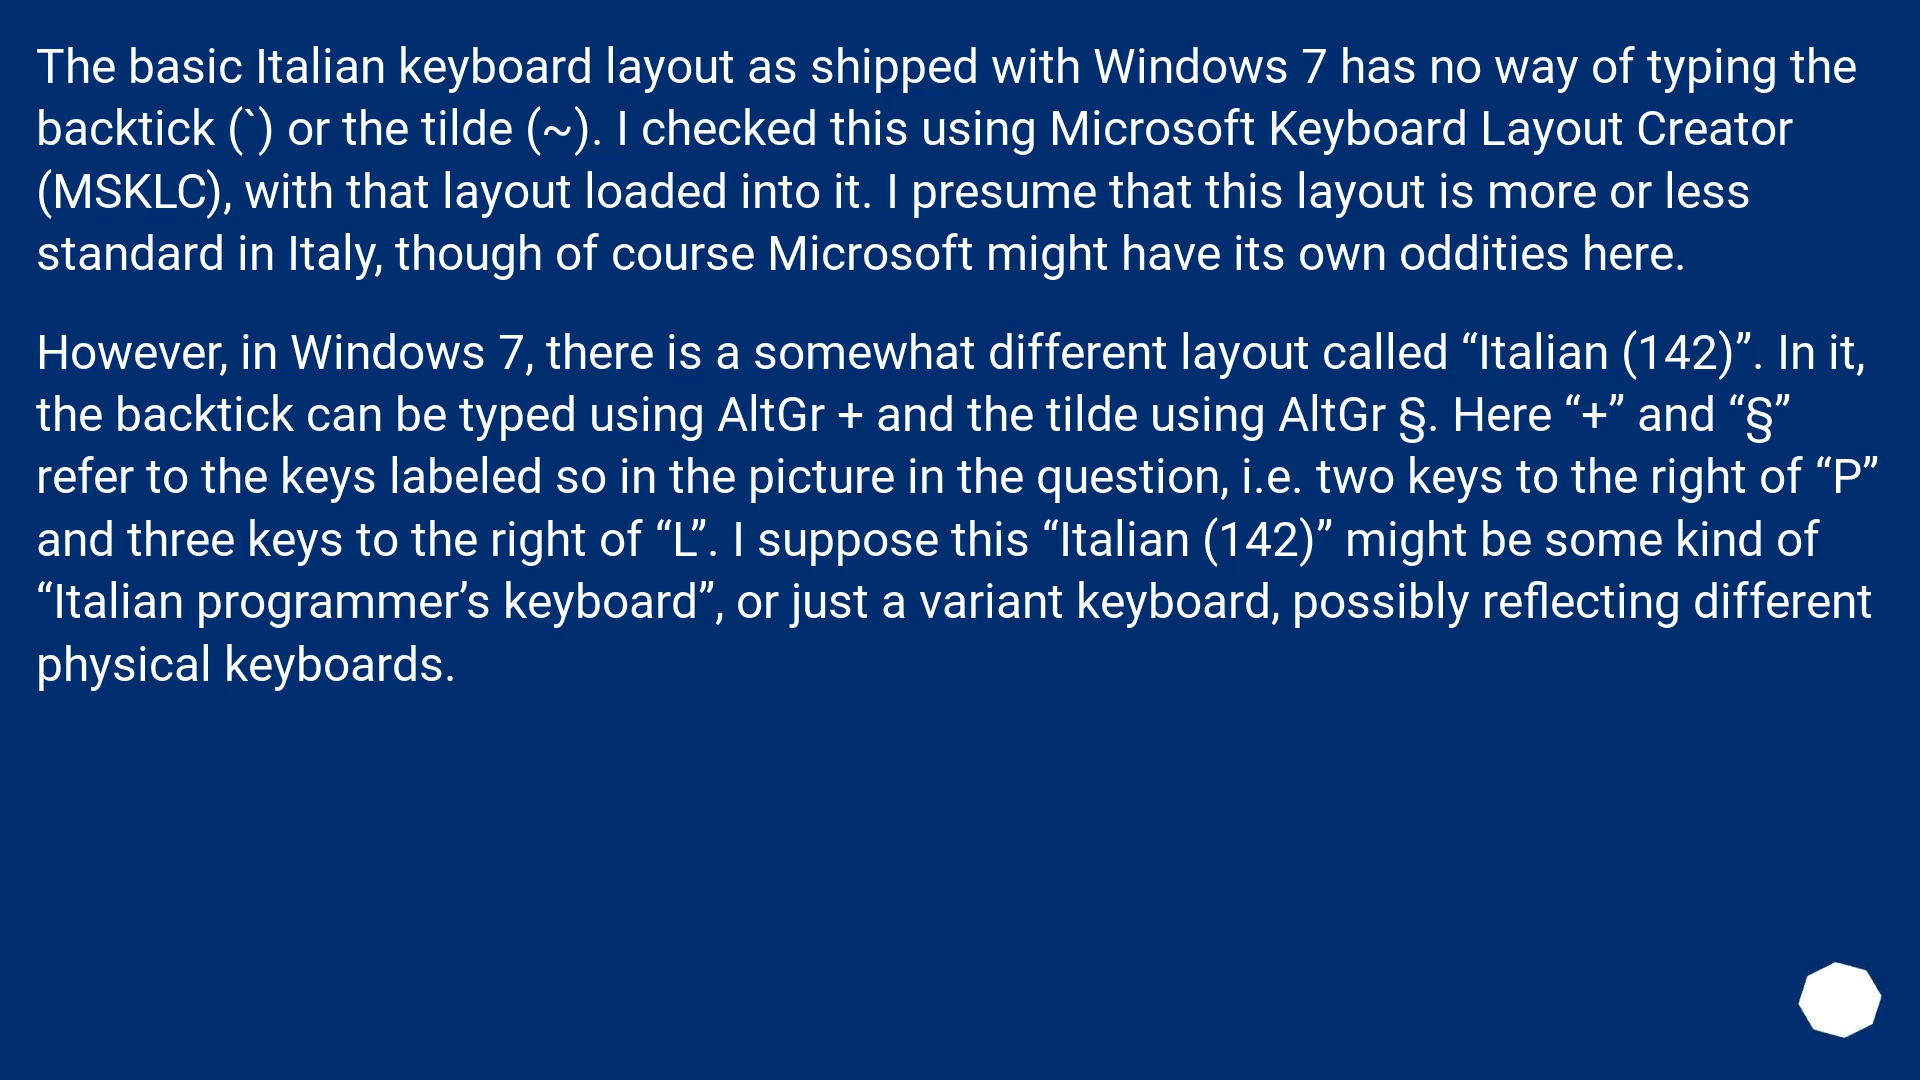 The basic Italian keyboard layout as shipped with Windows 7 has no way of typing the
backtick (`) or the tilde (~). I checked this using Microsoft Keyboard Layout Creator
(MSKLC), with that layout loaded into it. I presume that this layout is more or less
standard in Italy, though of course Microsoft might have its own oddities here.
However, in Windows 7, there is a somewhat different layout called “Italian (142)”. In it,
the backtick can be typed using AltGr + and the tilde using AltGr §. Here “+” and “§”
refer to the keys labeled so in the picture in the question, i.e. two keys to the right of “P”
and three keys to the right of “L”. I suppose this “Italian (142)” might be some kind of
“Italian programmer’s keyboard”, or just a variant keyboard, possibly reflecting different
physical keyboards.